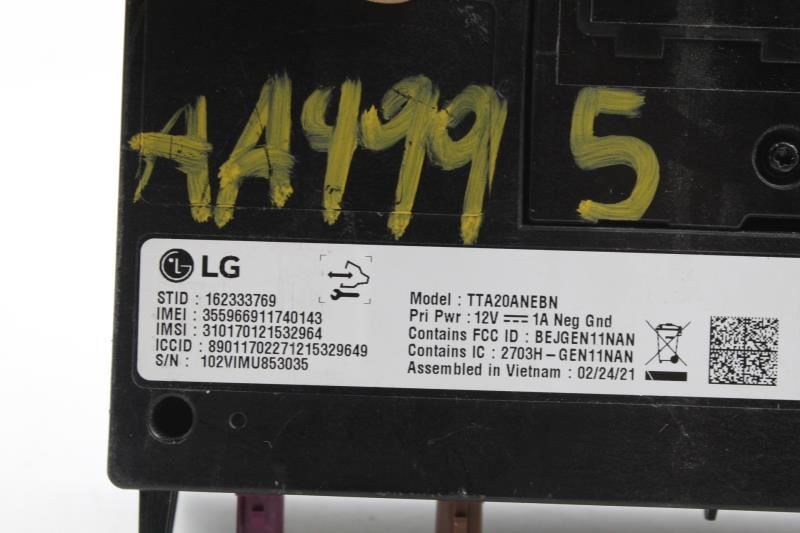 AA499 5
LG
STID : 162333769
IMEI : 355966911740143
IMSI : 310170121532964
ICCID : 89011702271215329649
S/N : 102VIMU853035
Model : TTA20ANEBN
Pri Pwr : 12V ⎓ 1A Neg Gnd
Contains FCC ID : BEJGEN11NAN
Contains IC : 2703H-GEN11NAN
Assembled in Vietnam : 02/24/21